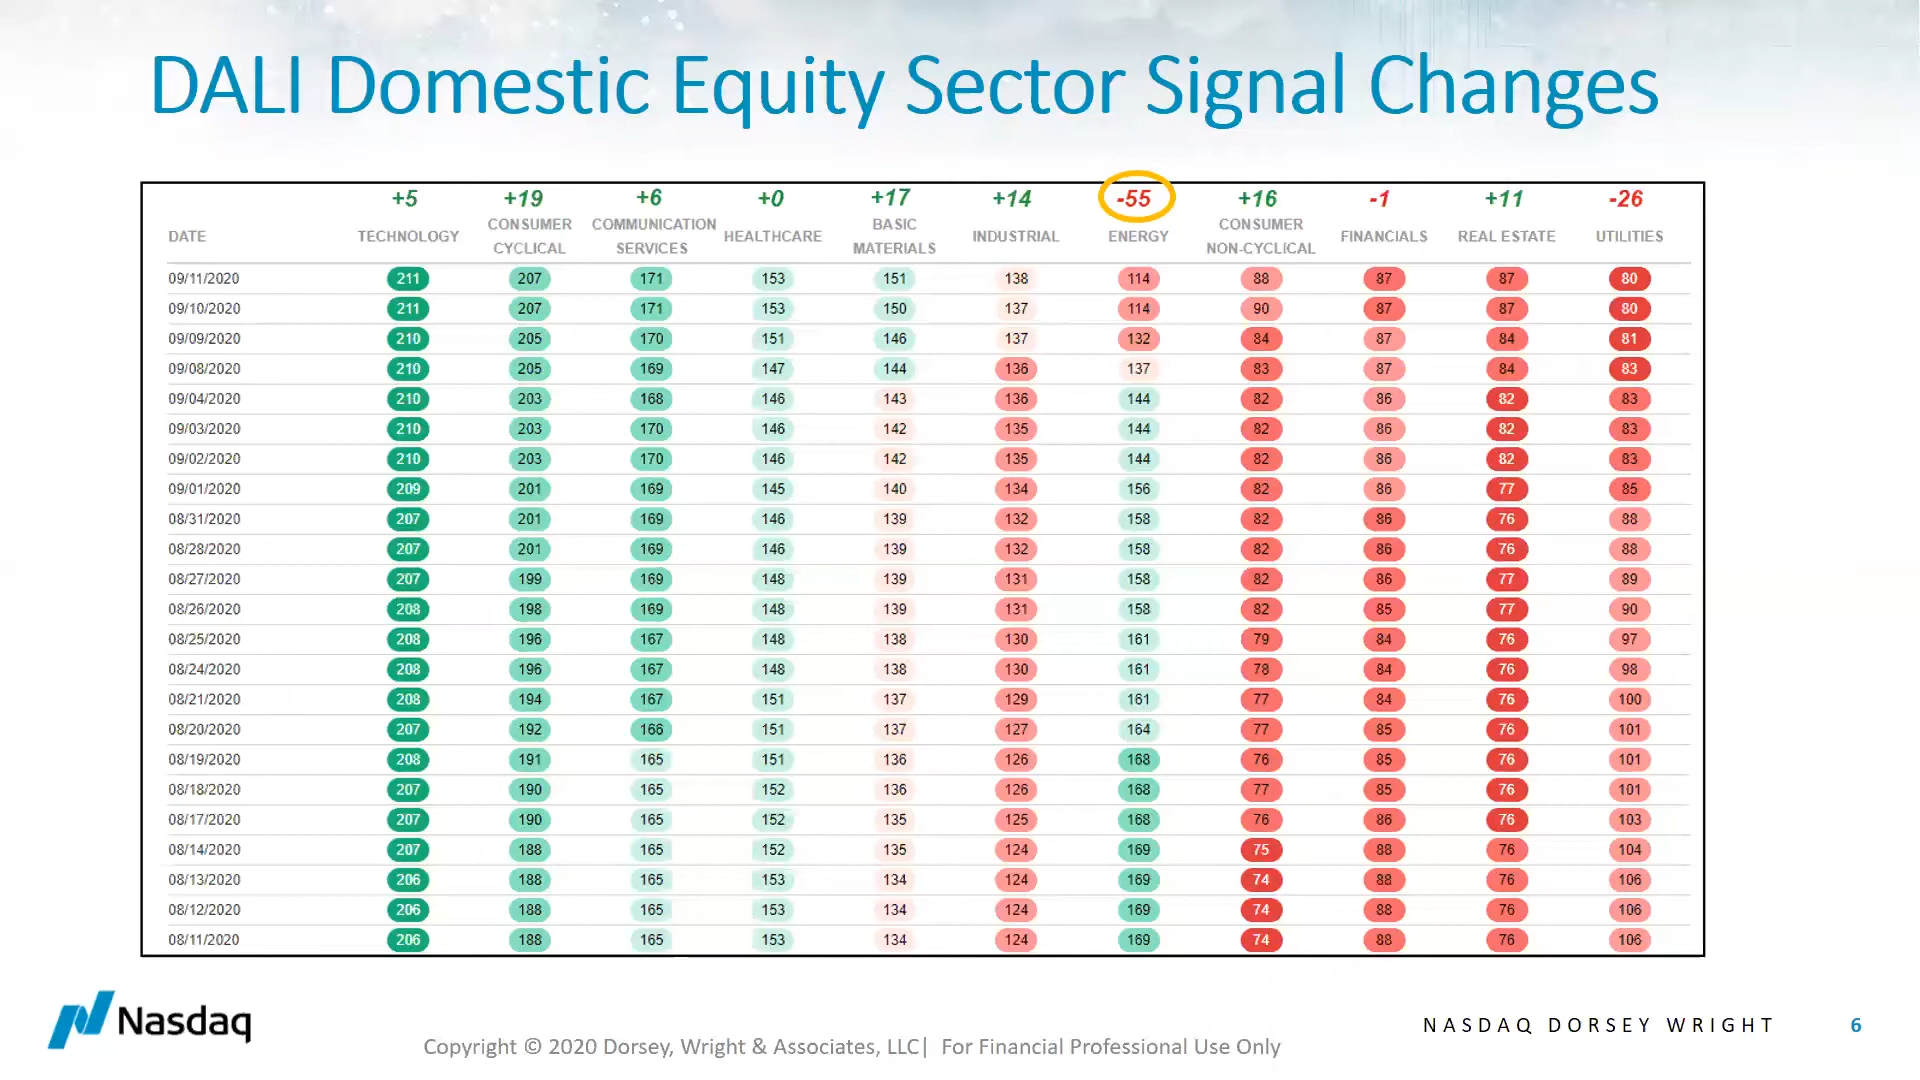 DALI Domestic Equity Sector Signal Changes
+5 +19 +6 +0 +17 +14 -55 +16 -1 +11 -26
DATE TECHNOLOGY CONSUMER CYCLICAL COMMUNICATION SERVICES HEALTHCARE BASIC MATERIALS INDUSTRIAL ENERGY CONSUMER NON-CYCLICAL FINANCIALS REAL ESTATE UTILITIES
09/11/2020 211 207 171 153 151 138 114 88 87 87 80
09/10/2020 211 207 171 153 150 137 114 90 87 87 80
09/09/2020 210 205 170 151 146 137 132 84 87 84 81
09/08/2020 210 205 169 147 144 136 137 83 87 84 83
09/04/2020 210 203 168 146 143 136 144 82 86 82 83
09/03/2020 210 203 170 146 142 135 144 82 86 82 83
09/02/2020 210 203 170 146 142 135 144 82 86 82 83
09/01/2020 209 201 169 145 140 134 156 82 86 77 85
08/31/2020 207 201 169 146 139 132 158 82 86 76 88
08/28/2020 207 201 169 146 139 132 158 82 86 76 88
08/27/2020 207 199 169 148 139 131 158 82 86 77 89
08/26/2020 208 198 169 148 139 131 158 82 85 77 90
08/25/2020 208 196 167 148 138 130 161 79 84 76 97
08/24/2020 208 196 167 148 138 130 161 78 84 76 98
08/21/2020 208 194 167 151 137 129 161 77 84 76 100
08/20/2020 207 192 166 151 137 127 164 77 85 76 101
08/19/2020 208 191 165 151 136 126 168 76 85 76 101
08/18/2020 207 190 165 152 136 126 168 77 85 76 101
08/17/2020 207 190 165 152 135 125 168 76 86 76 103
08/14/2020 207 188 165 152 135 124 169 75 88 76 104
08/13/2020 206 188 165 153 134 124 169 74 88 76 106
08/12/2020 206 188 165 153 134 124 169 74 88 76 106
08/11/2020 206 188 165 153 134 124 169 74 88 76 106
Nasdaq
Copyright © 2020 Dorsey, Wright & Associates, LLC| For Financial Professional Use Only
NASDAQ DORSEY WRIGHT 6